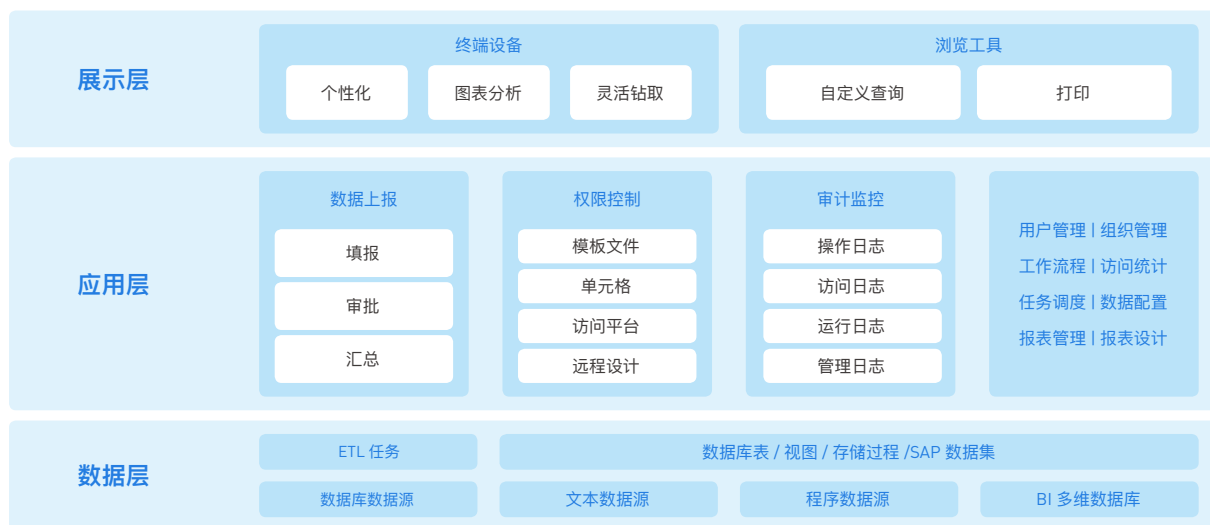 展示层
终端设备
个性化
图表分析
灵活钻取
浏览工具
自定义查询
打印
应用层
数据上报
填报
审批
汇总
权限控制
模板文件
单元格
访问平台
远程设计
审计监控
操作日志
访问日志
运行日志
管理日志
用户管理 | 组织管理
工作流程 | 访问统计
任务调度 | 数据配置
报表管理 | 报表设计
数据层
ETL 任务
数据库表 / 视图 / 存储过程 /SAP 数据集
数据库数据源
文本数据源
程序数据源
BI 多维数据库